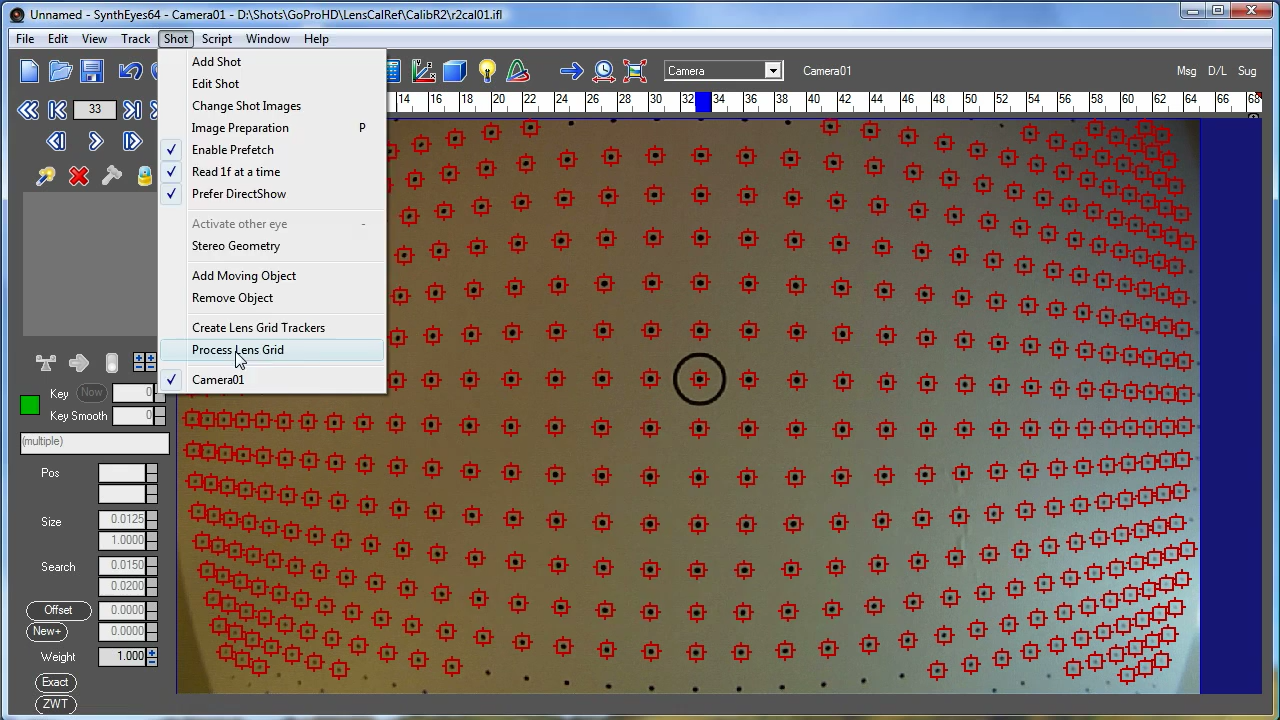 Unnamed - SynthEyes64 - Camera01 - D:\Shots\GoProHD\LensCalRef\CalibR2\r2cal01.ifl
File Edit View Track Shot Script Window Help
Camera Camera01 Msg D/L Sug
33 14 16 18 20 22 24 26 28 30 32 34 36 38 40 42 44 46 48 50 52 54 56 58 60 62 64 66 68
Add Shot
Edit Shot
Change Shot Images
Image Preparation P
Enable Prefetch
Read 1f at a time
Prefer DirectShow
Activate other eye -
Stereo Geometry
Add Moving Object
Remove Object
Create Lens Grid Trackers
Process Lens Grid
Camera01
Key Now 0
Key Smooth 0
(multiple)
Pos
Size 0.0125
1.0000
Search 0.0150
0.0200
Offset 0.0000
New+ 0.0000
Weight 1.000
Exact
ZWT